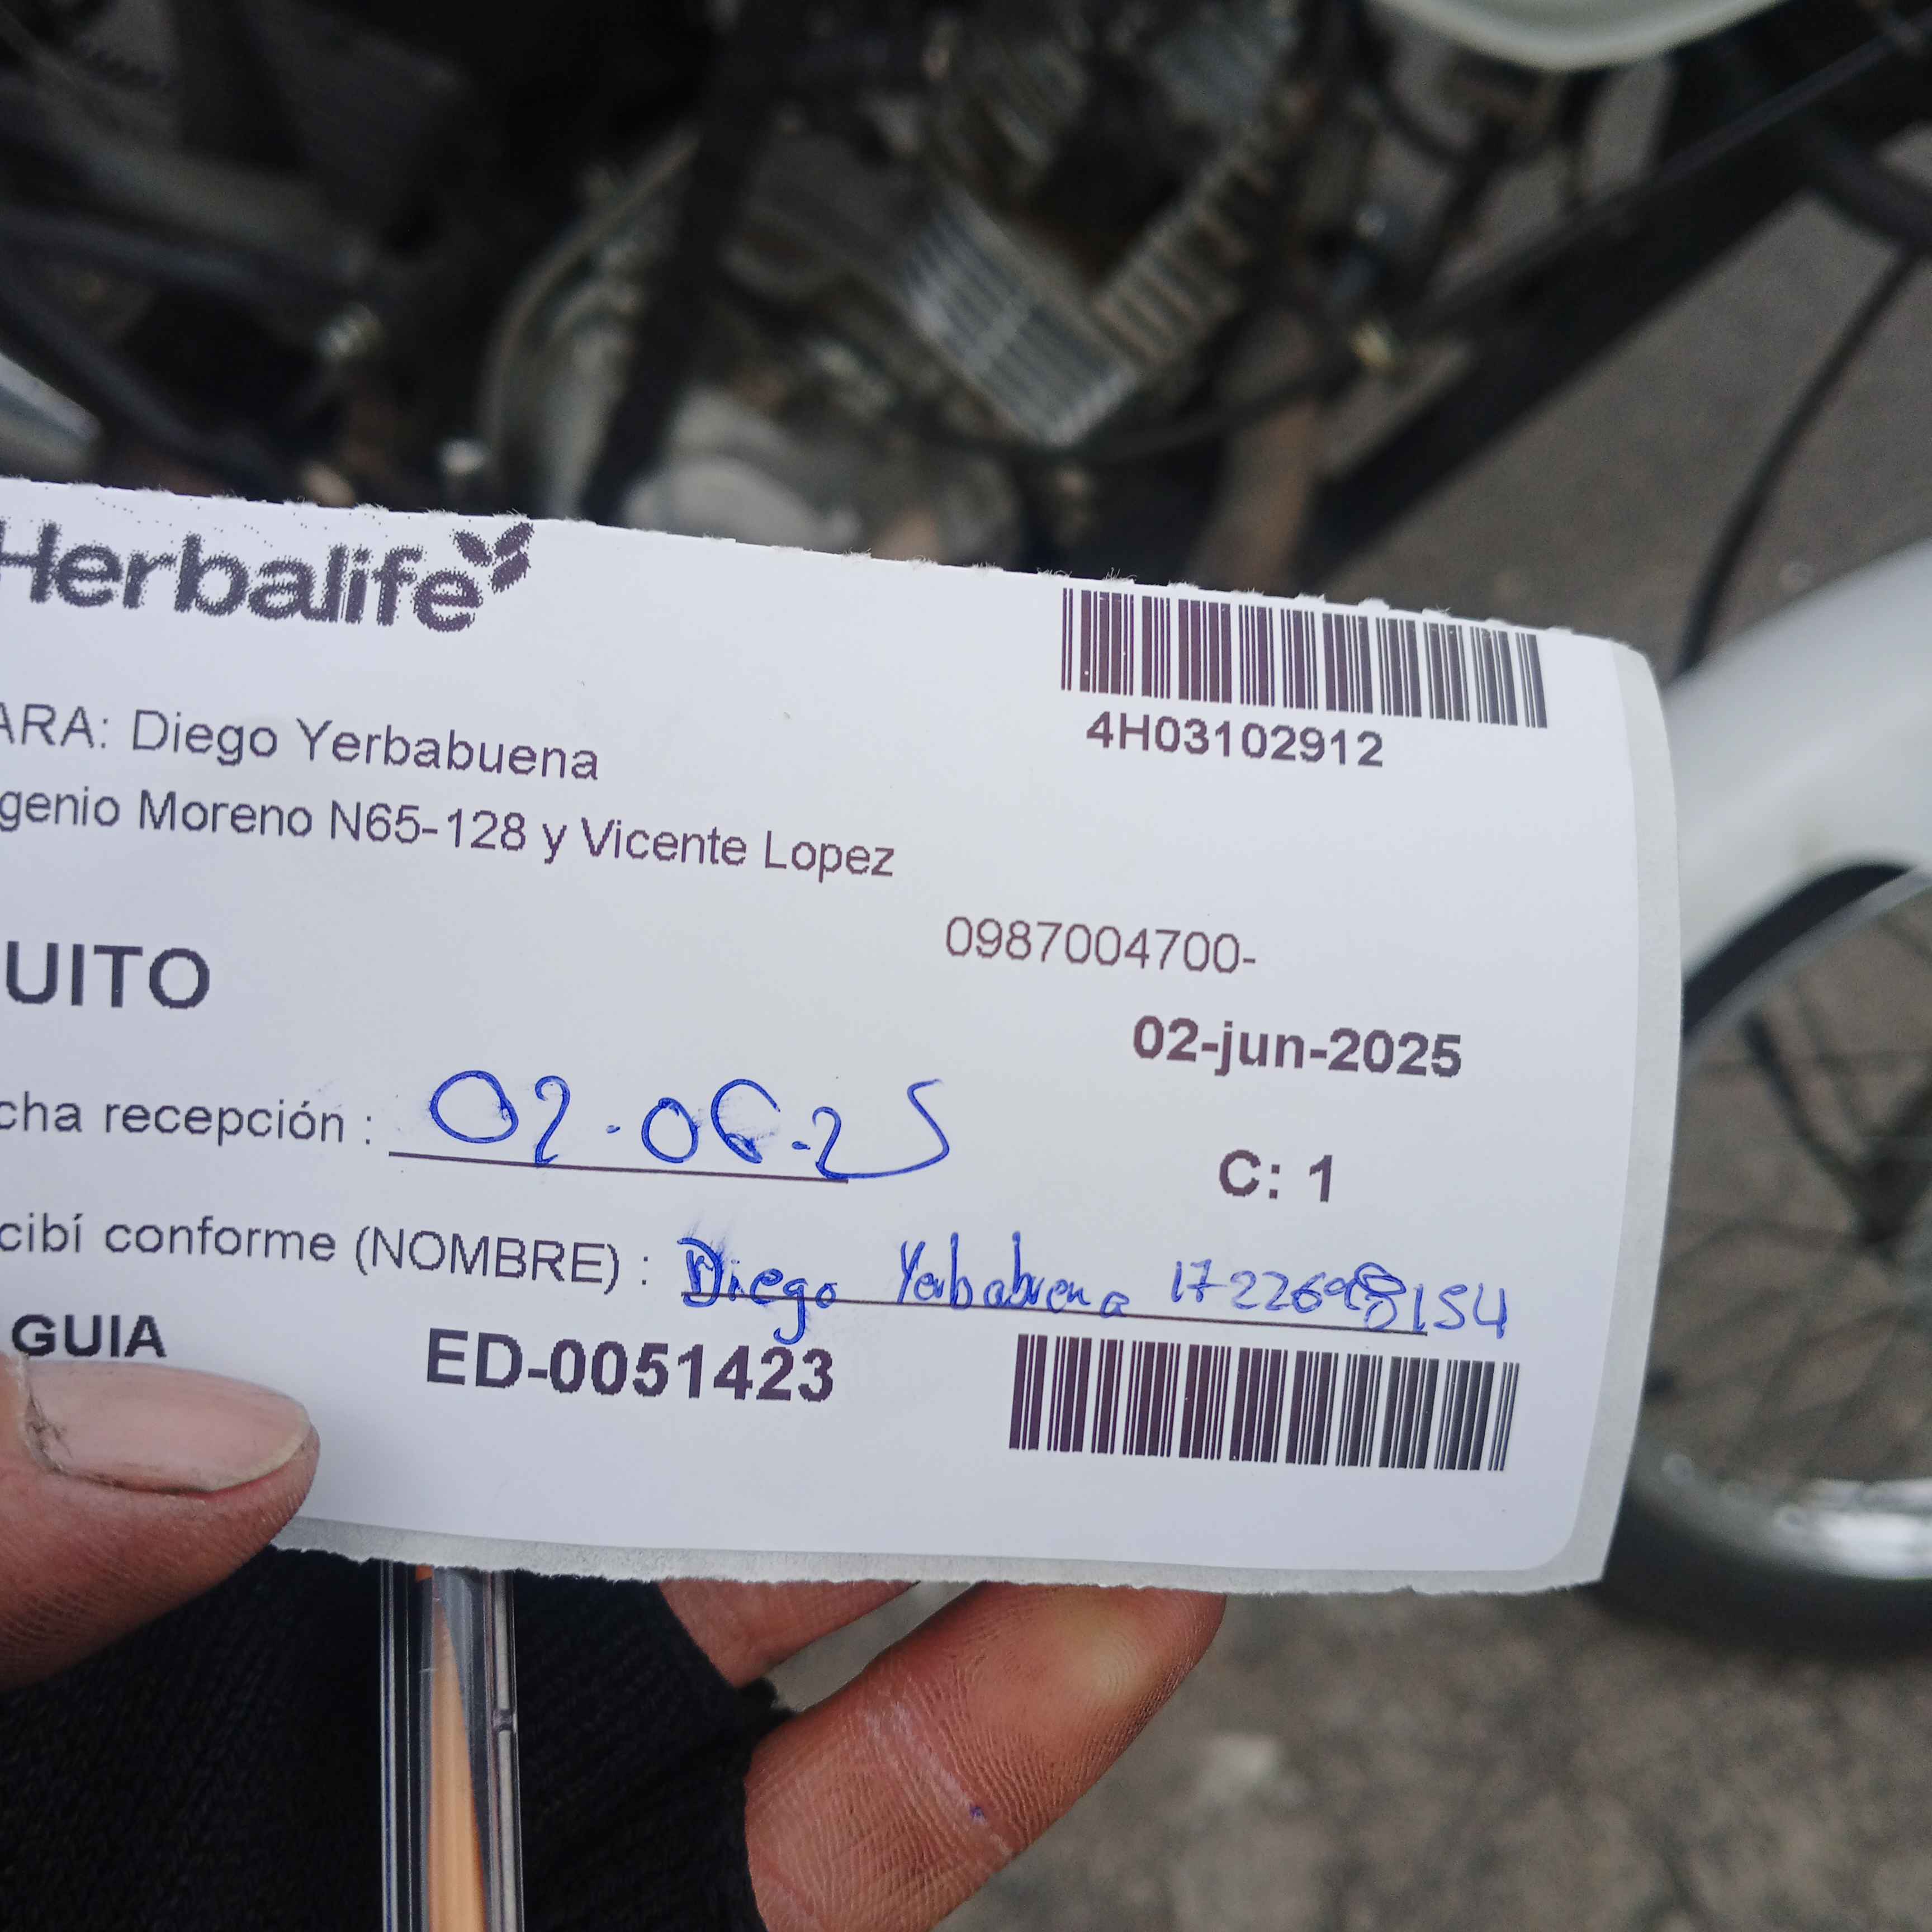 Herbalife
4H03102912
ARA: Diego Yerbabuena
genio Moreno N65-128 y Vicente Lopez
0987004700-
UITO
02-jun-2025
cha recepción : 02-06-25
C: 1
cibí conforme (NOMBRE) : Diego Yerbabuena
GUIA ED-0051423